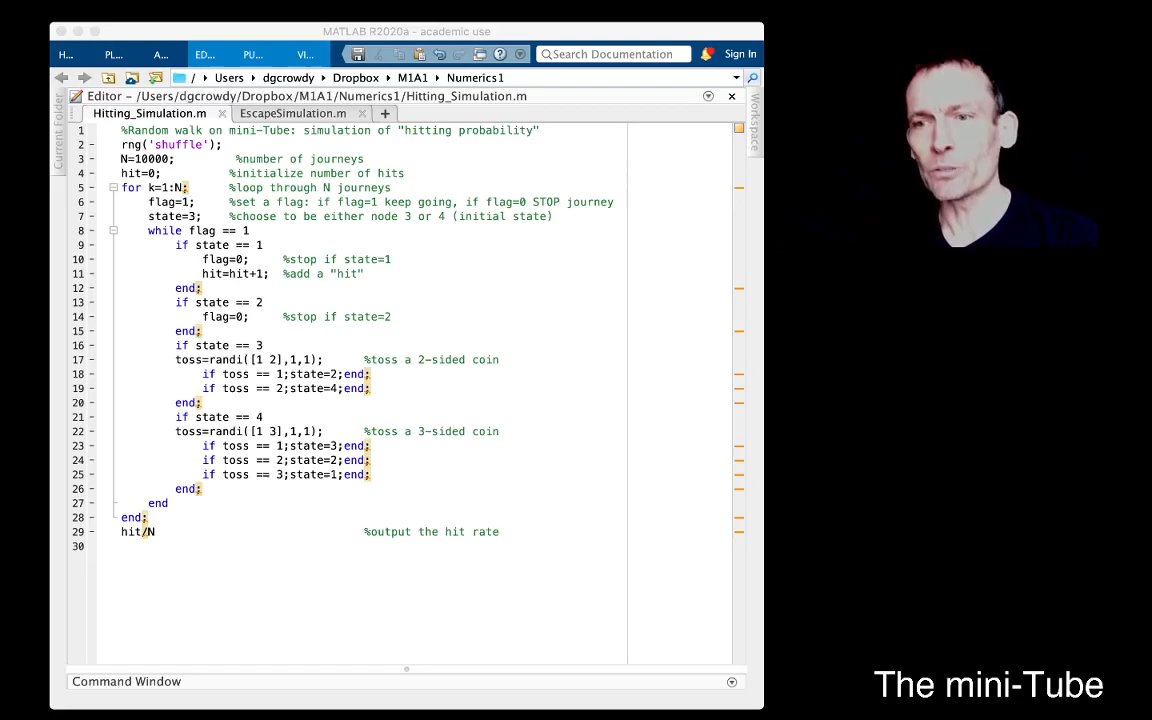 MATLAB R2020a - academic use
H... PL... A... ED... PU... VI... Search Documentation Sign In
/ Users dgcrowdy Dropbox M1A1 Numerics1
Current Folder
Editor - /Users/dgcrowdy/Dropbox/M1A1/Numerics1/Hitting_Simulation.m
Workspace
Hitting_Simulation.m EscapeSimulation.m
1 %Random walk on mini-Tube: simulation of "hitting probability"
2 - rng('shuffle');
3 - N=10000; %number of journeys
4 - hit=0; %initialize number of hits
5 - for k=1:N; %loop through N journeys
6 - flag=1; %set a flag: if flag=1 keep going, if flag=0 STOP journey
7 - state=3; %choose to be either node 3 or 4 (initial state)
8 - while flag == 1
9 - if state == 1
10 - flag=0; %stop if state=1
11 - hit=hit+1; %add a "hit"
12 - end;
13 - if state == 2
14 - flag=0; %stop if state=2
15 - end;
16 - if state == 3
17 - toss=randi([1 2],1,1); %toss a 2-sided coin
18 - if toss == 1;state=2;end;
19 - if toss == 2;state=4;end;
20 - end;
21 - if state == 4
22 - toss=randi([1 3],1,1); %toss a 3-sided coin
23 - if toss == 1;state=3;end;
24 - if toss == 2;state=2;end;
25 - if toss == 3;state=1;end;
26 - end;
27 - end
28 - end;
29 - hit/N %output the hit rate
30
Command Window
The mini-Tube